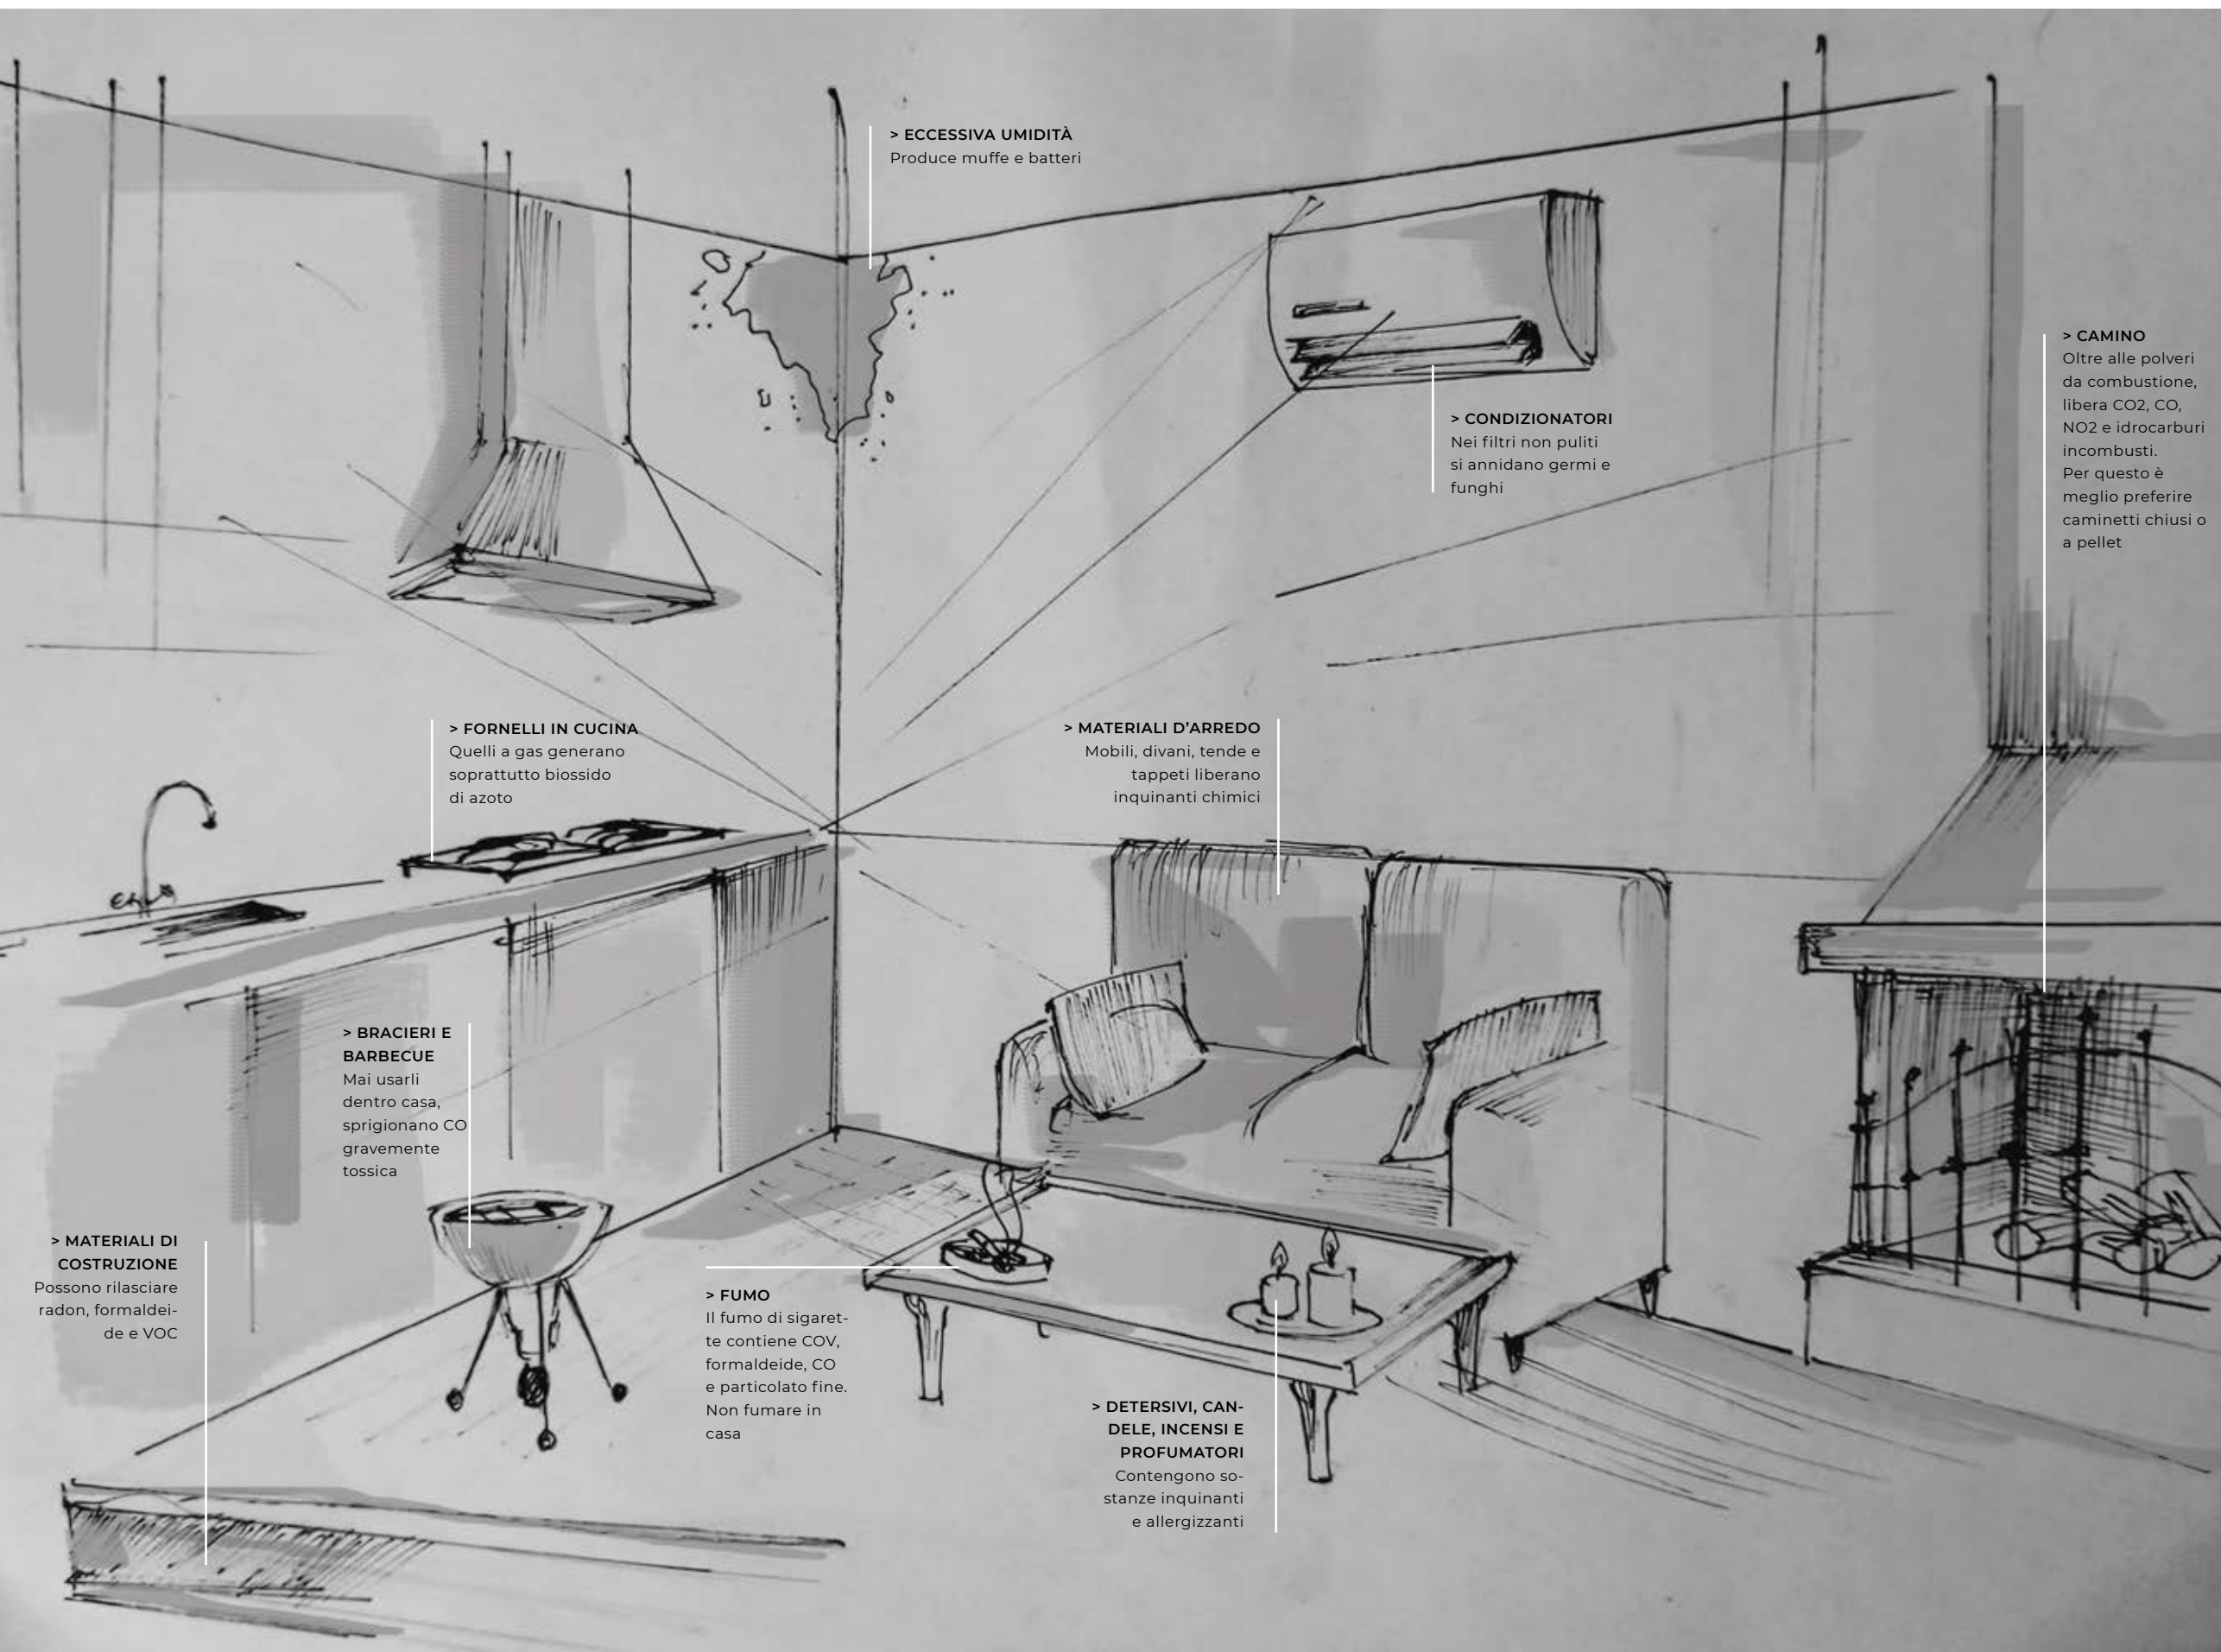 > ECCESSIVA UMIDITÀ
Produce muffe e batteri
> CONDIZIONATORI
Nei filtri non puliti
si annidano germi e
funghi
> CAMINO
Oltre alle polveri
da combustione,
libera CO2, CO,
NO2 e idrocarburi
incombusti.
Per questo è
meglio preferire
caminetti chiusi o
a pellet
> FORNELLI IN CUCINA
Quelli a gas generano
soprattutto biossido
di azoto
> MATERIALI D’ARREDO
Mobili, divani, tende e
tappeti liberano
inquinanti chimici
> BRACIERI E
BARBECUE
Mai usarli
dentro casa,
sprigionano CO
gravemente
tossica
> MATERIALI DI
COSTRUZIONE
Possono rilasciare
radon, formaldei-
de e VOC
> FUMO
Il fumo di sigaret-
te contiene COV,
formaldeide, CO
e particolato fine.
Non fumare in
casa
> DETERSIVI, CAN-
DELE, INCENSI E
PROFUMATORI
Contengono so-
stanze inquinanti
e allergizzanti